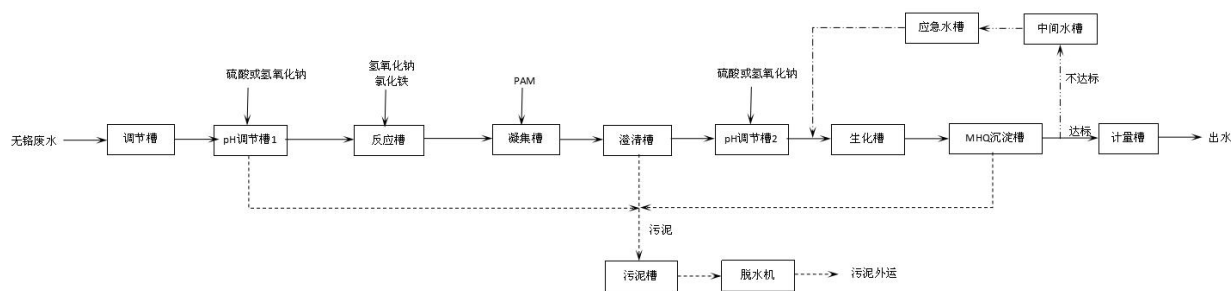 应急水槽
中间水槽
硫酸或氢氧化钠
氢氧化钠
氯化铁
PAM
硫酸或氢氧化钠
不达标
无铬废水
调节槽
pH调节槽1
反应槽
凝集槽
澄清槽
pH调节槽2
生化槽
MHQ沉淀槽
达标
计量槽
出水
污泥
污泥槽
脱水机
污泥外运